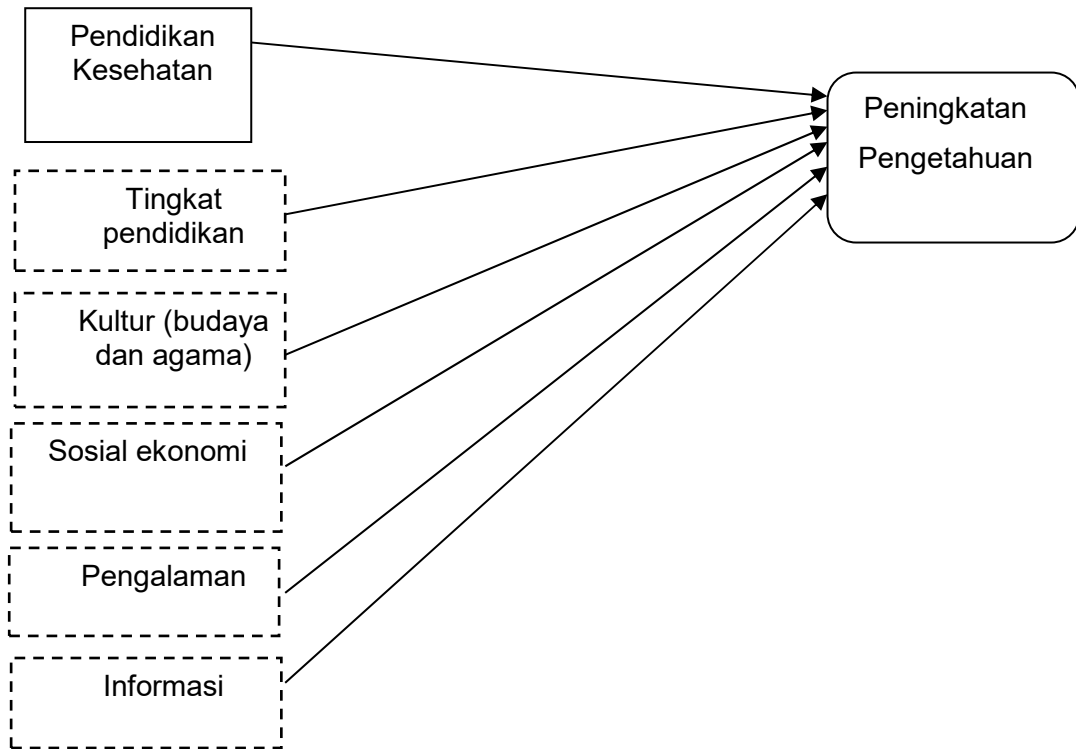 Pendidikan
Kesehatan
Peningkatan
Pengetahuan
Tingkat
pendidikan
Kultur (budaya
dan agama)
Sosial ekonomi
Pengalaman
Informasi